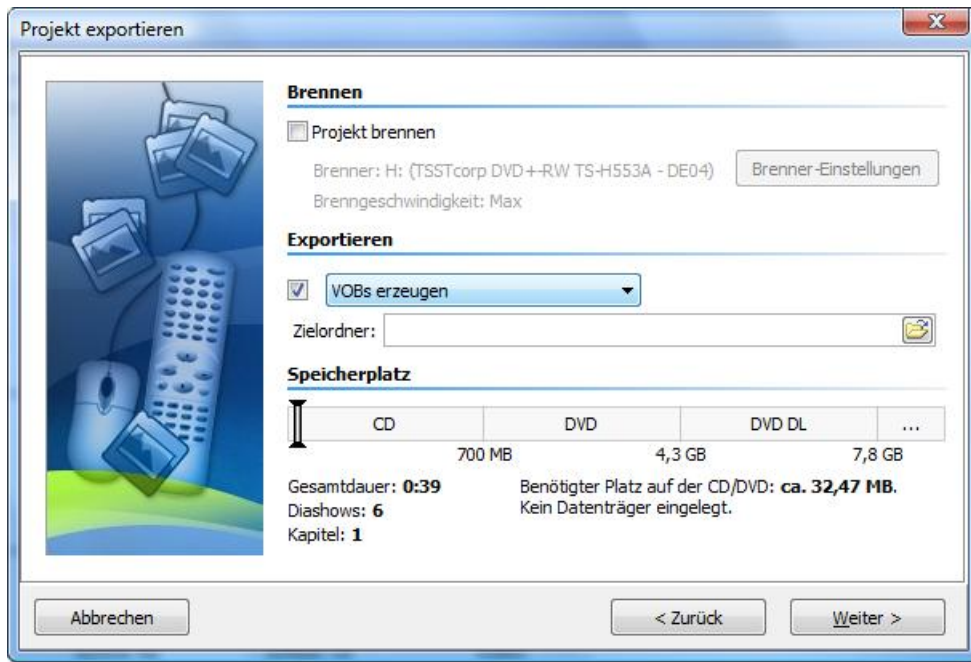 Projekt exportieren
Brennen
Projekt brennen
Brenner: H: (TSSTcorp DVD+-RW TS-H553A - DE04)
Brenner-Einstellungen
Brenngeschwindigkeit: Max
Exportieren
VOBs erzeugen
Zielordner:
Speicherplatz
CD DVD DVD DL ...
700 MB 4,3 GB 7,8 GB
Gesamtdauer: 0:39
Benötigter Platz auf der CD/DVD: ca. 32,47 MB.
Diashows: 6
Kein Datenträger eingelegt.
Kapitel: 1
Abbrechen
< Zurück
Weiter >